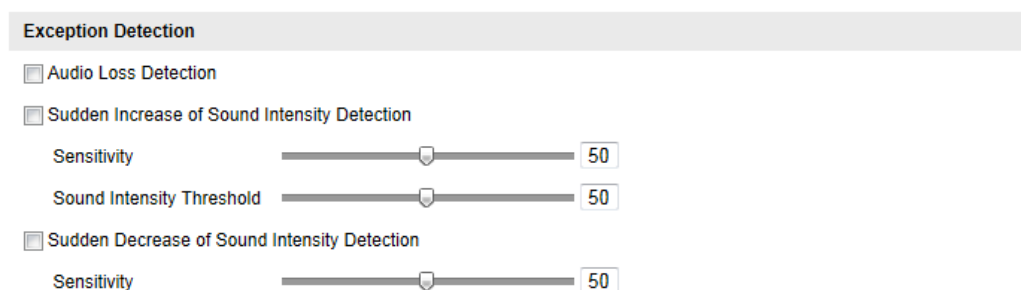 Exception Detection
Audio Loss Detection
Sudden Increase of Sound Intensity Detection
Sensitivity 50
Sound Intensity Threshold 50
Sudden Decrease of Sound Intensity Detection
Sensitivity 50